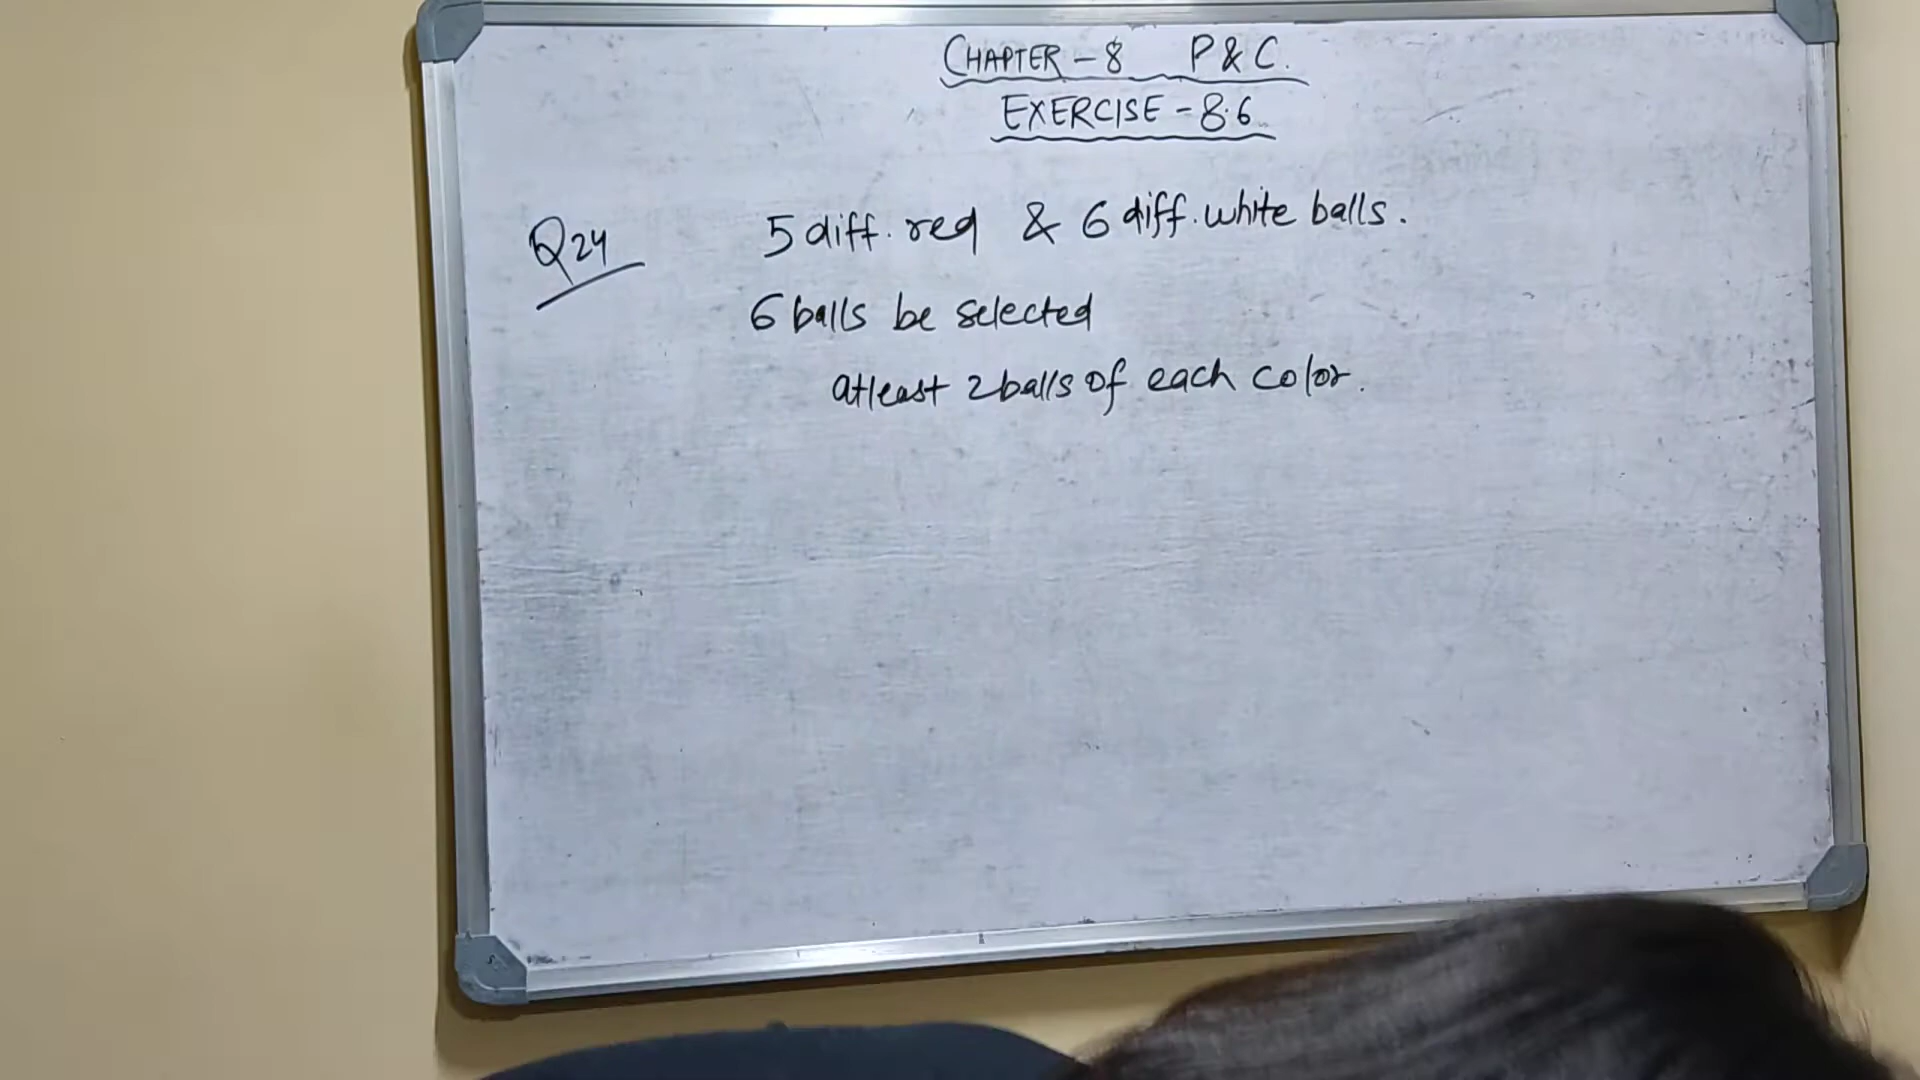 CHAPTER - 8 P & C.
EXERCISE - 8.6
Q24 5 diff. red & 6 diff. white balls.
6 balls be selected
atleast 2 balls of each color.